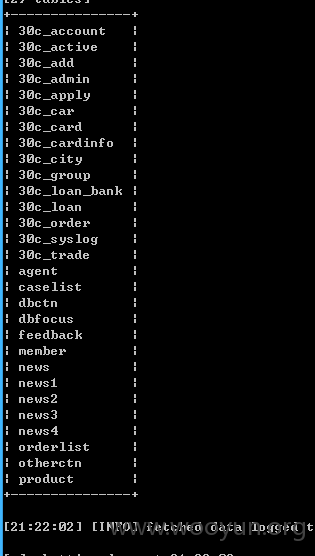 [27 tables]
+---------------+
| 30c_account |
| 30c_active |
| 30c_add |
| 30c_admin |
| 30c_apply |
| 30c_car |
| 30c_card |
| 30c_cardinfo |
| 30c_city |
| 30c_group |
| 30c_loan_bank |
| 30c_loan |
| 30c_order |
| 30c_syslog |
| 30c_trade |
| agent |
| caselist |
| dbctn |
| dbfocus |
| feedback |
| member |
| news |
| news1 |
| news2 |
| news3 |
| news4 |
| orderlist |
| otherctn |
| product |
+---------------+
[21:22:02] [INFO] fetched data logged t
www.wooyun.org